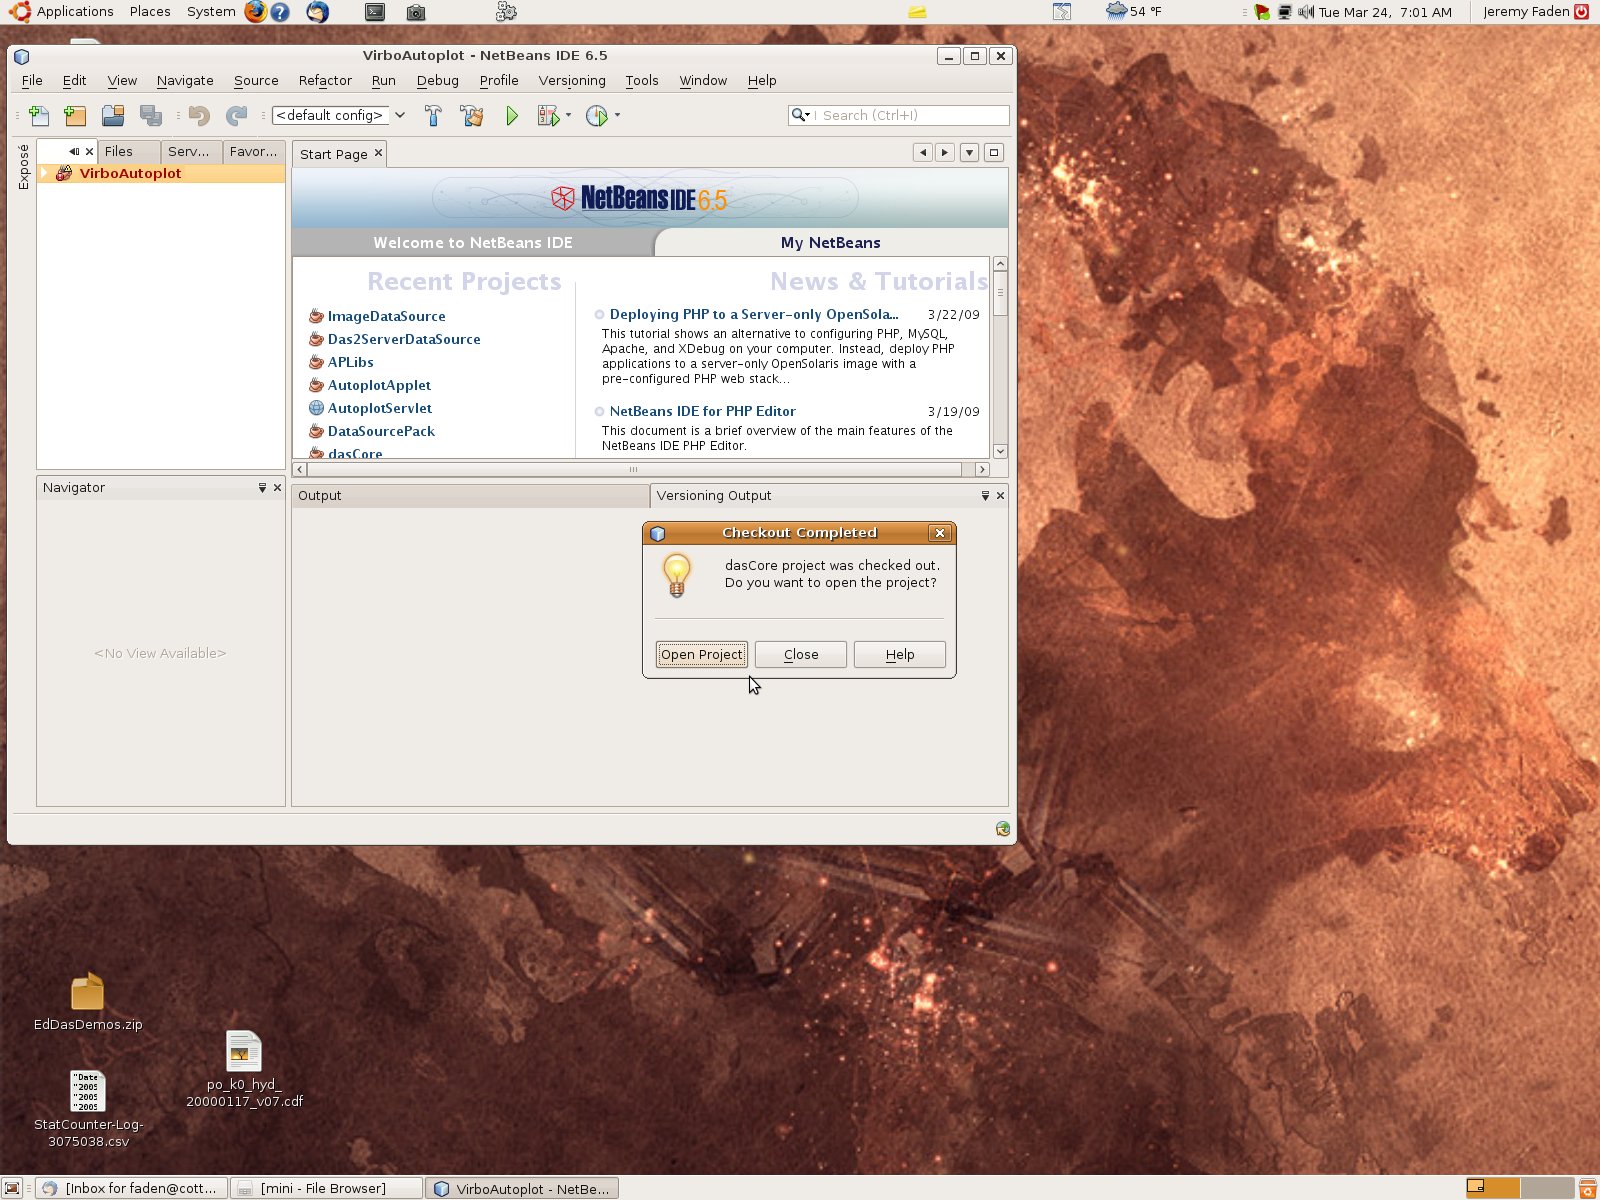 Applications Places System
54 °F
Tue Mar 24, 7:01 AM
Jeremy Faden
VirboAutoplot - NetBeans IDE 6.5
File Edit View Navigate Source Refactor Run Debug Profile Versioning Tools Window Help
<default config>
Search (Ctrl+I)
Exposé
Files Serv... Favor...
VirboAutoplot
Start Page
NetBeans IDE 6.5
Welcome to NetBeans IDE
My NetBeans
Recent Projects
ImageDataSource
Das2ServerDataSource
APLibs
AutoplotApplet
AutoplotServlet
DataSourcePack
dasCore
News & Tutorials
Deploying PHP to a Server-only OpenSola... 3/22/09
This tutorial shows an alternative to configuring PHP, MySQL,
Apache, and XDebug on your computer. Instead, deploy PHP
applications to a server-only OpenSolaris image with a
pre-configured PHP web stack...
NetBeans IDE for PHP Editor 3/19/09
This document is a brief overview of the main features of the
NetBeans IDE PHP Editor.
Navigator
<No View Available>
Output
Versioning Output
Checkout Completed
dasCore project was checked out.
Do you want to open the project?
Open Project
Close
Help
EdDasDemos.zip
po_k0_hyd_
20000117_v07.cdf
"Date
"2005
"2005
"2005
StatCounter-Log-
3075038.csv
[Inbox for faden@cott...
[mini - File Browser]
VirboAutoplot - NetBe...